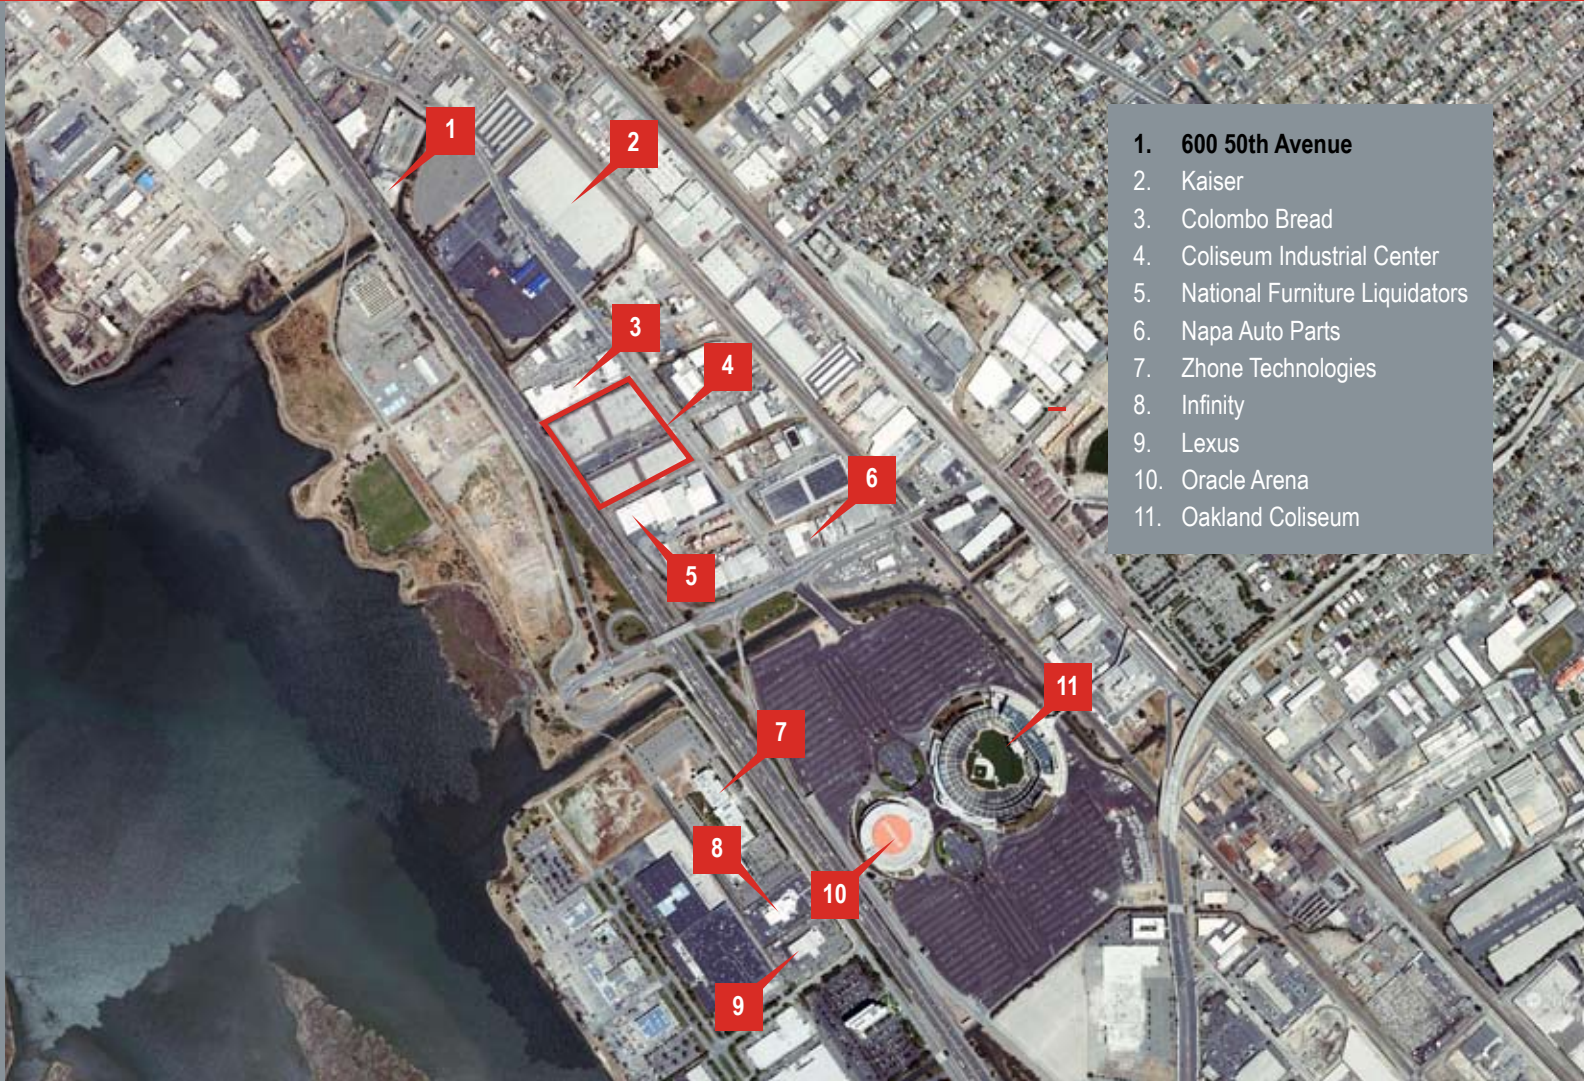 1
2
3
4
5
6
7
8
9
10
11
1. 600 50th Avenue
2. Kaiser
3. Colombo Bread
4. Coliseum Industrial Center
5. National Furniture Liquidators
6. Napa Auto Parts
7. Zhone Technologies
8. Infinity
9. Lexus
10. Oracle Arena
11. Oakland Coliseum